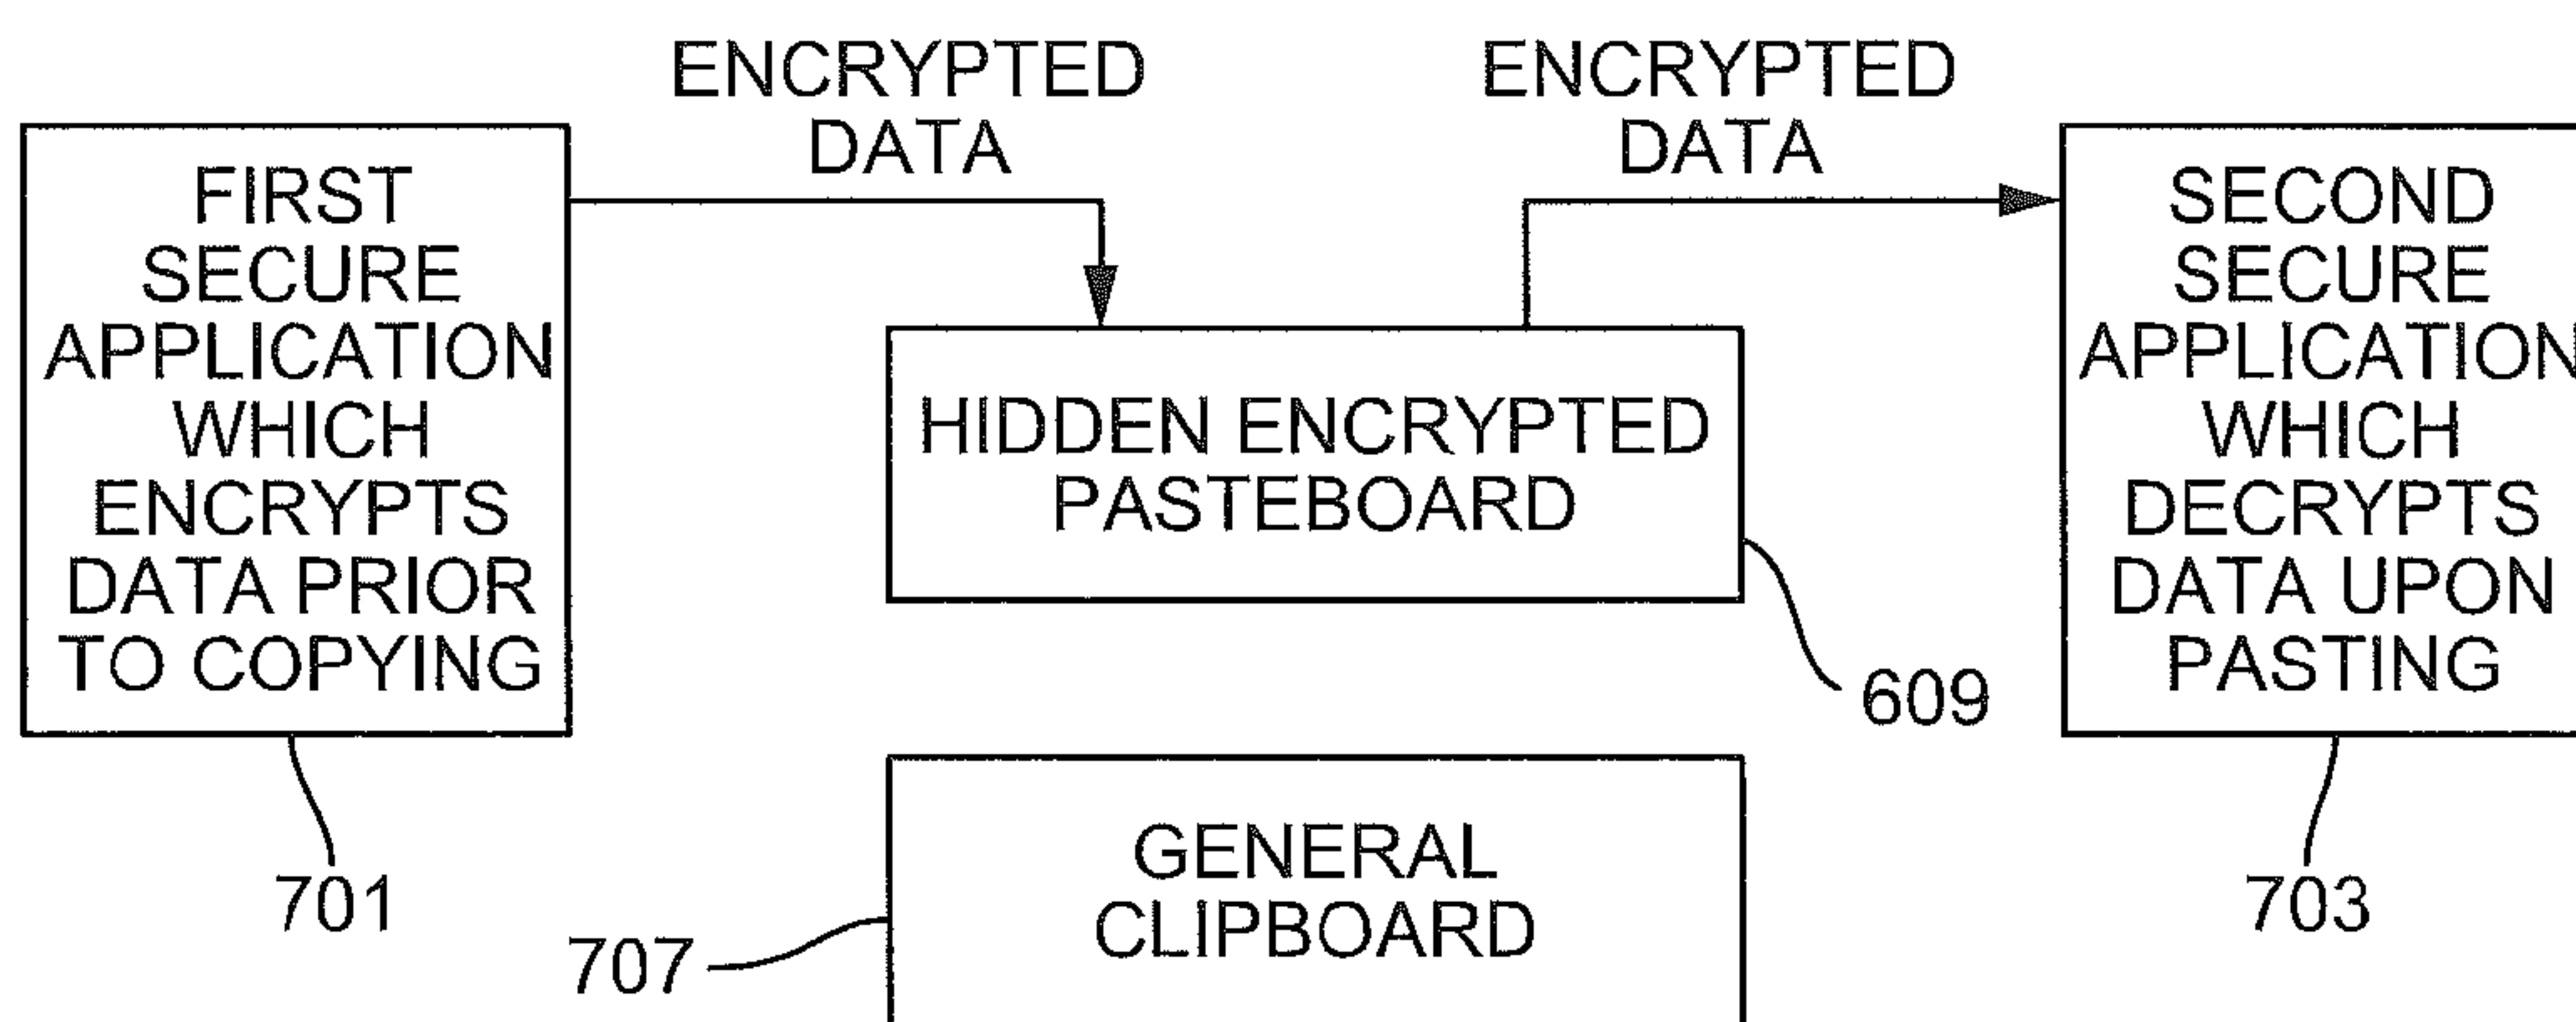 ENCRYPTED
DATA
ENCRYPTED
DATA
FIRST
SECURE
APPLICATION
WHICH
ENCRYPTS
DATA PRIOR
TO COPYING
HIDDEN ENCRYPTED
PASTEBOARD
SECOND
SECURE
APPLICATION
WHICH
DECRYPTS
DATA UPON
PASTING
609
701
GENERAL
CLIPBOARD
707
703